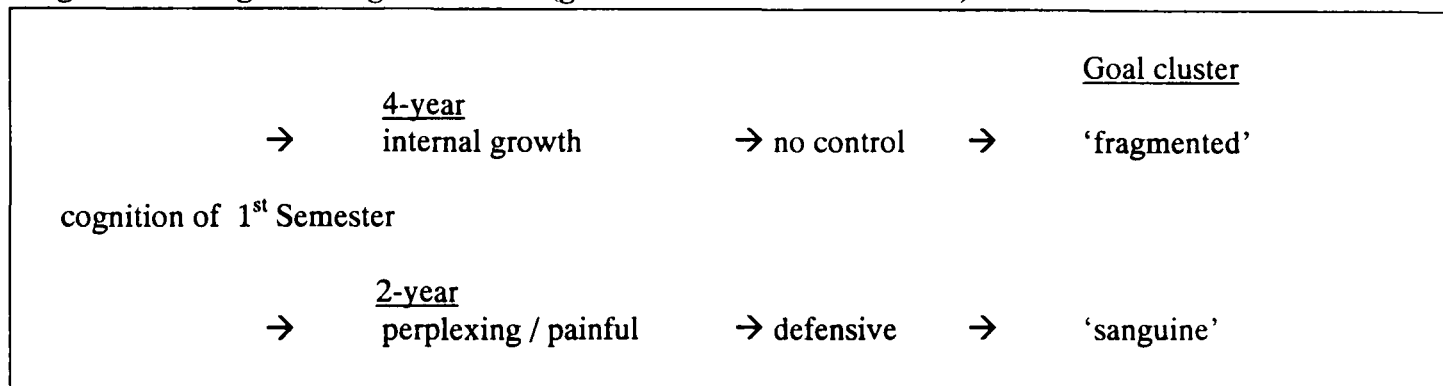 Goal cluster
4-year
→ internal growth → no control → 'fragmented'
cognition of 1st Semester
2-year
→ perplexing / painful → defensive → 'sanguine'